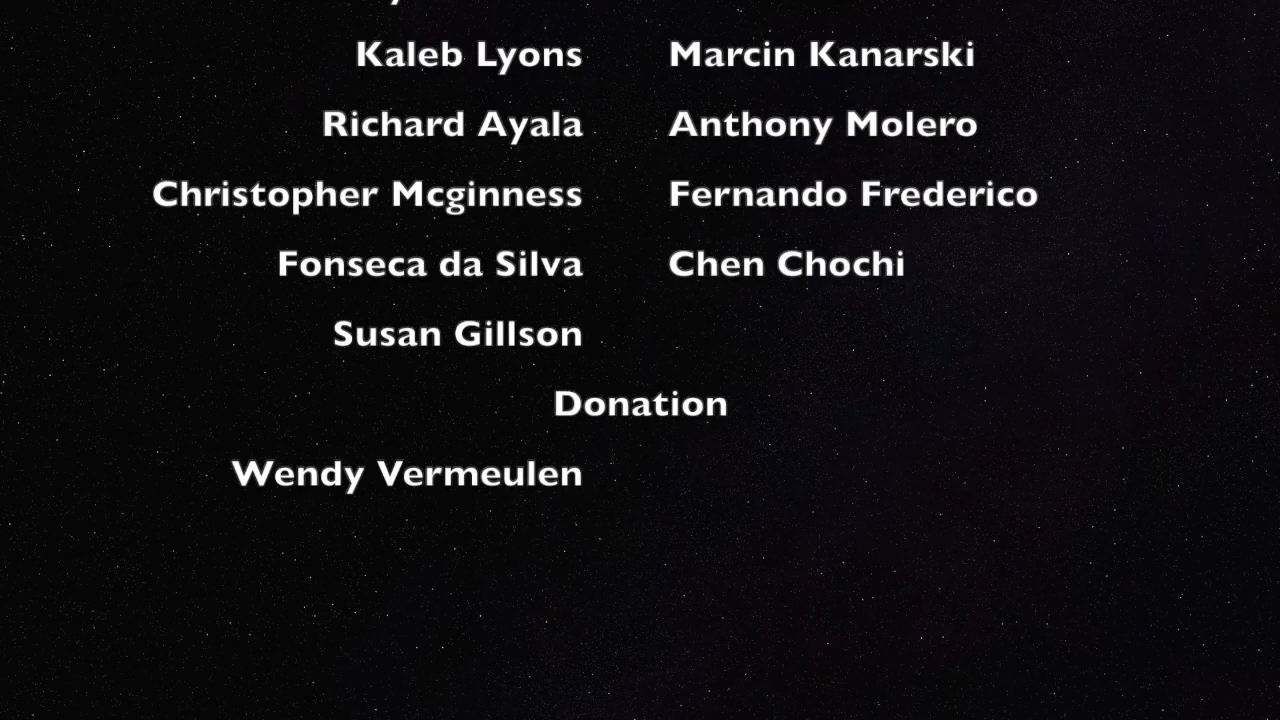 Kaleb Lyons Marcin Kanarski
Richard Ayala Anthony Molero
Christopher Mcginness Fernando Frederico
Fonseca da Silva Chen Chochi
Susan Gillson
Donation
Wendy Vermeulen